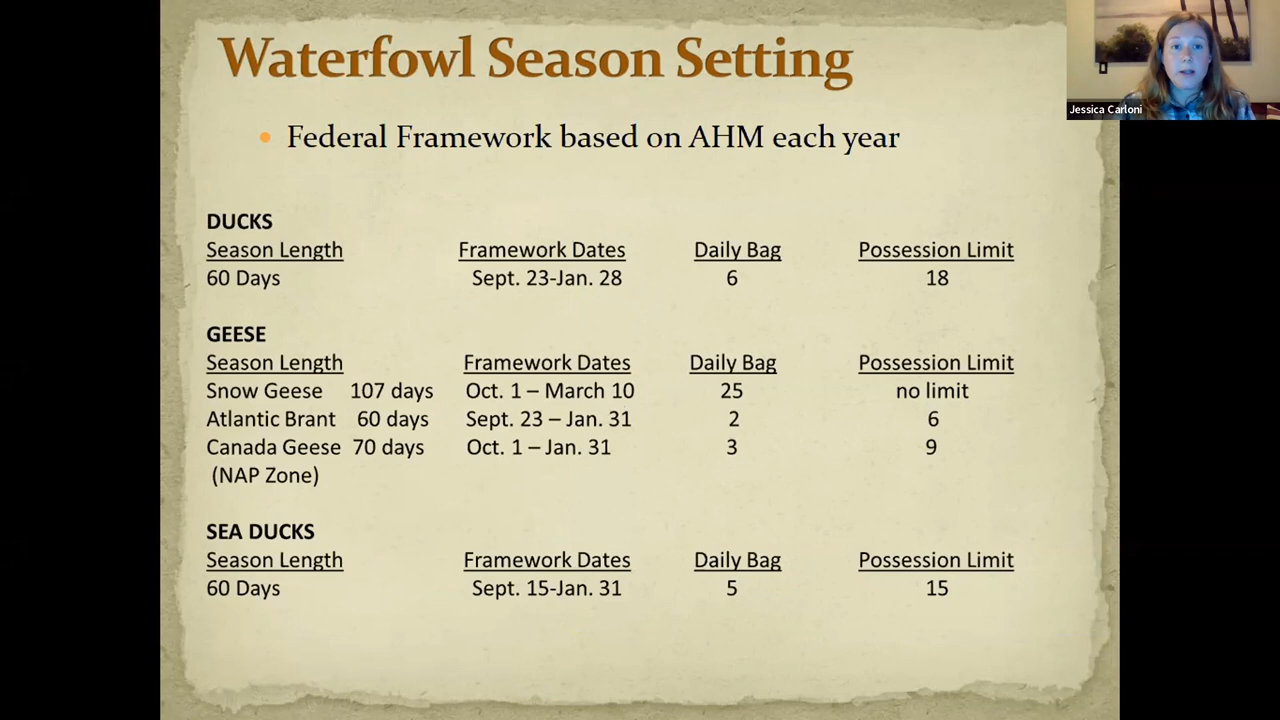 Waterfowl Season Setting
Jessica Carloni
• Federal Framework based on AHM each year
DUCKS
Season Length Framework Dates Daily Bag Possession Limit
60 Days Sept. 23-Jan. 28 6 18
GEESE
Season Length Framework Dates Daily Bag Possession Limit
Snow Geese 107 days Oct. 1 – March 10 25 no limit
Atlantic Brant 60 days Sept. 23 – Jan. 31 2 6
Canada Geese 70 days Oct. 1 – Jan. 31 3 9
(NAP Zone)
SEA DUCKS
Season Length Framework Dates Daily Bag Possession Limit
60 Days Sept. 15-Jan. 31 5 15